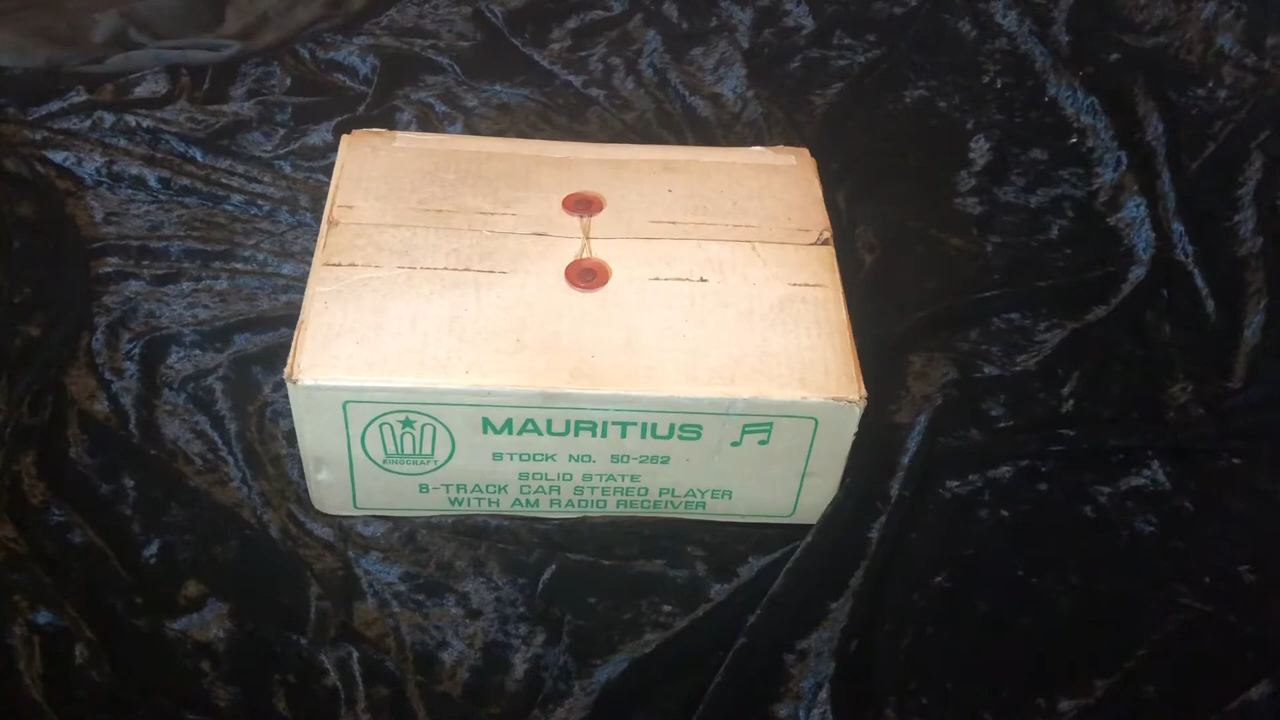 MAURITIUS
KINGCRAFT
STOCK NO. 50-262
SOLID STATE
8-TRACK CAR STEREO PLAYER
WITH AM RADIO RECEIVER